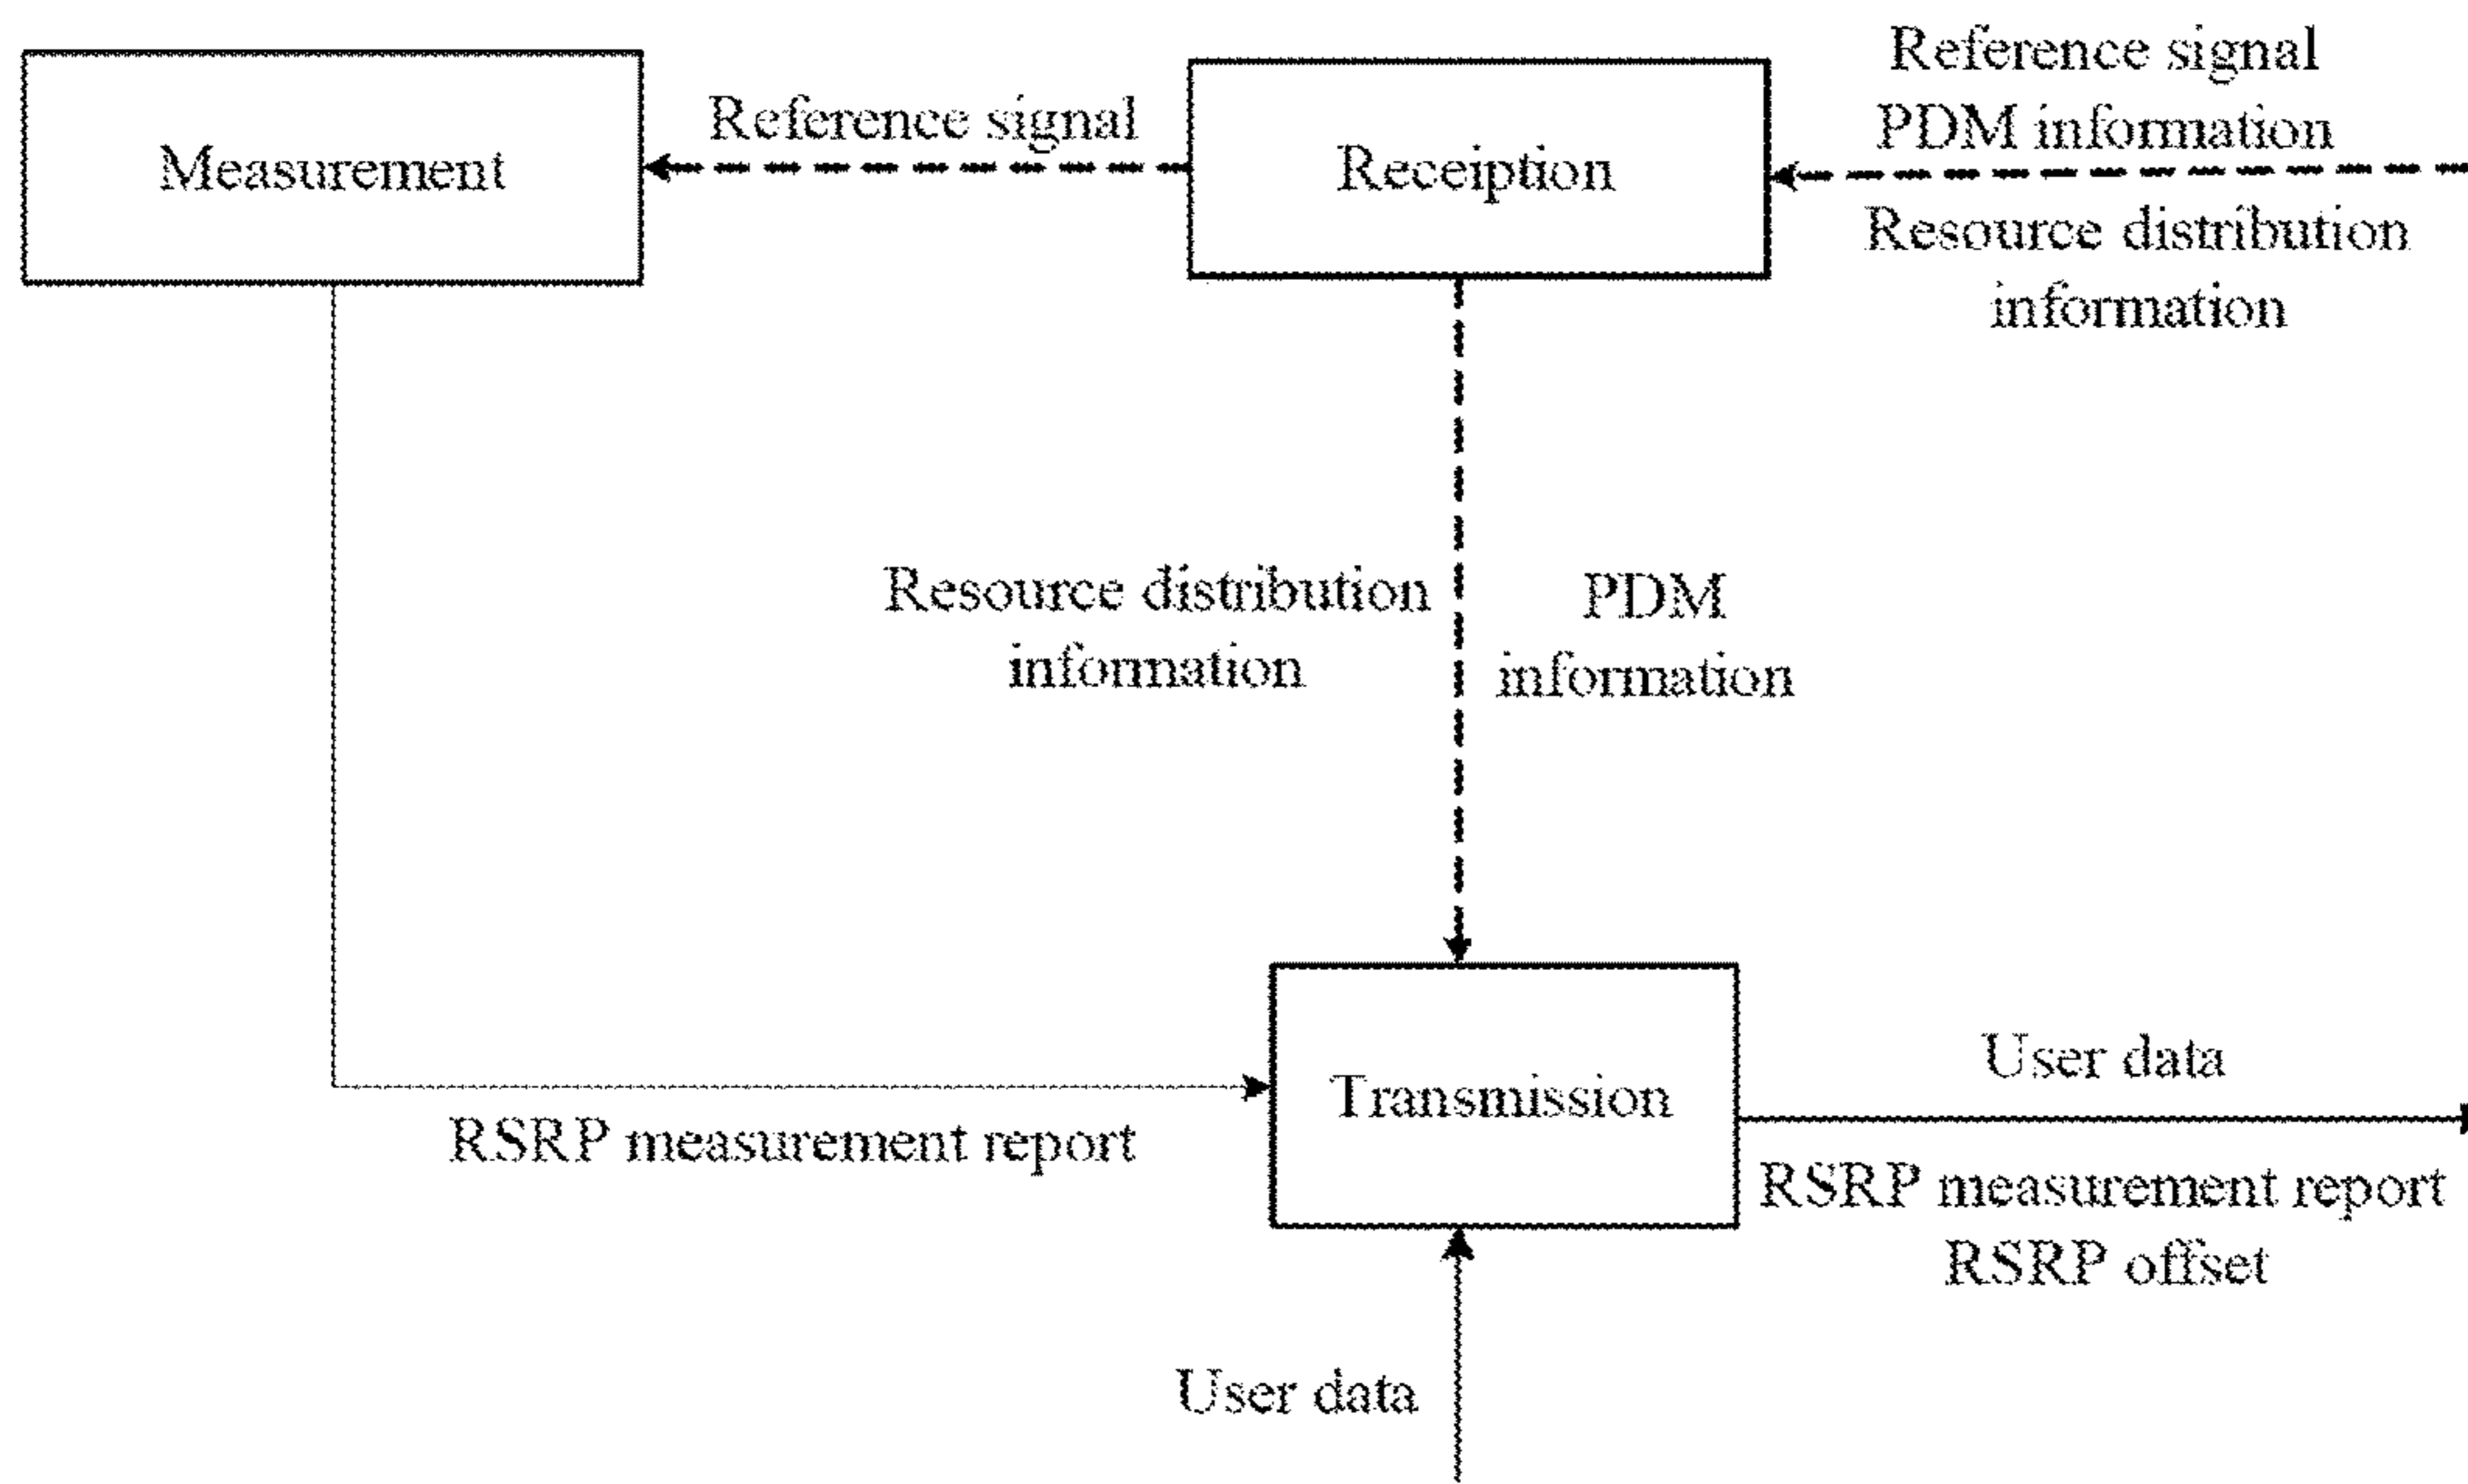 Reference signal
PDM information
Resource distribution
information
Receiption
Reference signal
Measurement
Resource distribution
information
PDM
information
Transmission
RSRP measurement report
User data
RSRP measurement report
RSRP offset
User data